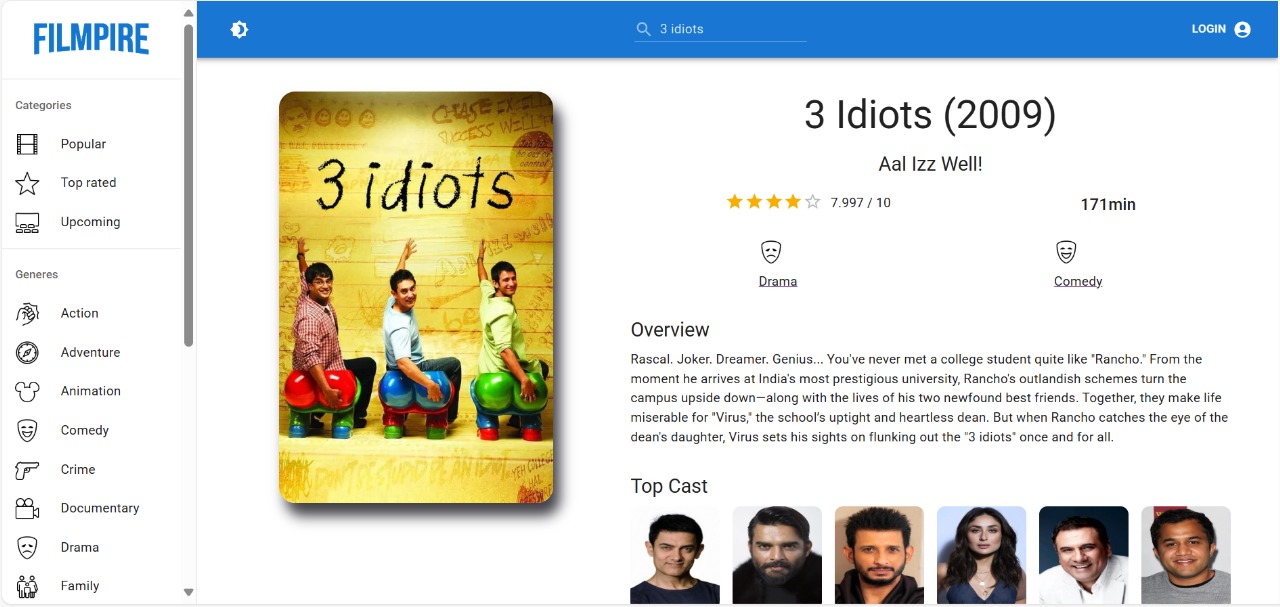 FILMPIRE
3 idiots
LOGIN
Categories
Popular
Top rated
Upcoming
Generes
Action
Adventure
Animation
Comedy
Crime
Documentary
Drama
Family
3 idiots
3 Idiots (2009)
Aal Izz Well!
7.997 / 10
171min
Drama
Comedy
Overview
Rascal. Joker. Dreamer. Genius... You've never met a college student quite like "Rancho." From the
moment he arrives at India's most prestigious university, Rancho's outlandish schemes turn the
campus upside down—along with the lives of his two newfound best friends. Together, they make life
miserable for "Virus," the school's uptight and heartless dean. But when Rancho catches the eye of the
dean's daughter, Virus sets his sights on flunking out the "3 idiots" once and for all.
Top Cast